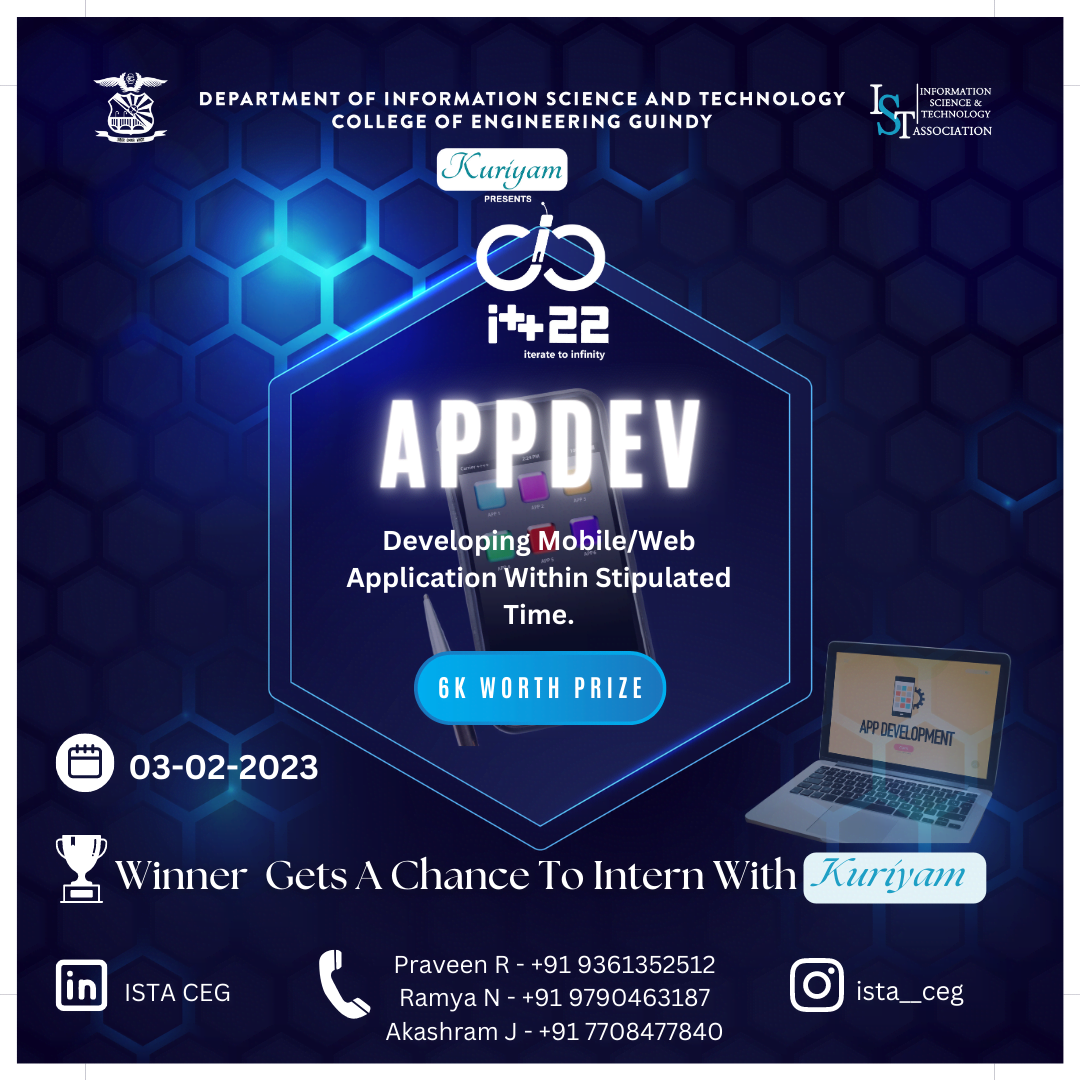 DEPARTMENT OF INFORMATION SCIENCE AND TECHNOLOGY
COLLEGE OF ENGINEERING GUINDY
IST
INFORMATION
SCIENCE &
TECHNOLOGY
ASSOCIATION
Kuriyam
PRESENTS
i++22
iterate to infinity
APPDEV
Developing Mobile/Web
Application Within Stipulated
Time.
6K WORTH PRIZE
APP DEVELOPMENT
03-02-2023
Winner Gets A Chance To Intern With Kuriyam
in ISTA CEG
Praveen R - +91 9361352512
Ramya N - +91 9790463187
Akashram J - +91 7708477840
ista__ceg